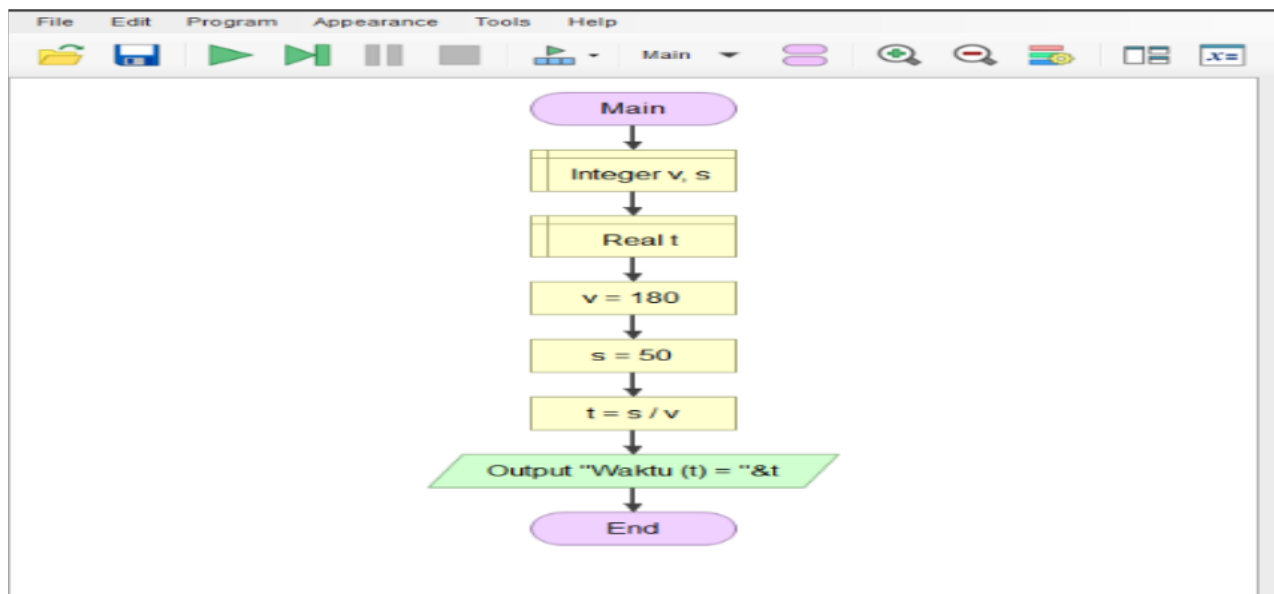 File Edit Program Appearance Tools Help
Main
x=
Main
Integer v, s
Real t
v = 180
s = 50
t = s / v
Output "Waktu (t) = "&t
End